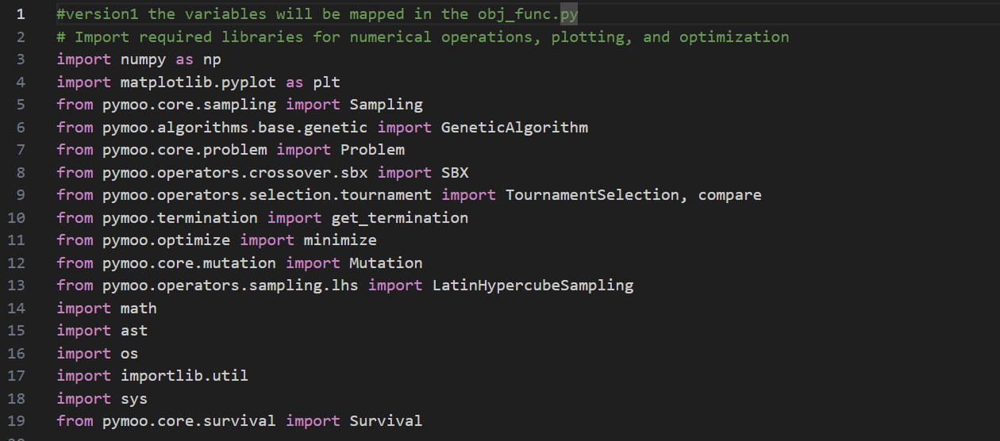 1 #version1 the variables will be mapped in the obj_func.py
2 # Import required libraries for numerical operations, plotting, and optimization
3 import numpy as np
4 import matplotlib.pyplot as plt
5 from pymoo.core.sampling import Sampling
6 from pymoo.algorithms.base.genetic import GeneticAlgorithm
7 from pymoo.core.problem import Problem
8 from pymoo.operators.crossover.sbx import SBX
9 from pymoo.operators.selection.tournament import TournamentSelection, compare
10 from pymoo.termination import get_termination
11 from pymoo.optimize import minimize
12 from pymoo.core.mutation import Mutation
13 from pymoo.operators.sampling.lhs import LatinHypercubeSampling
14 import math
15 import ast
16 import os
17 import importlib.util
18 import sys
19 from pymoo.core.survival import Survival